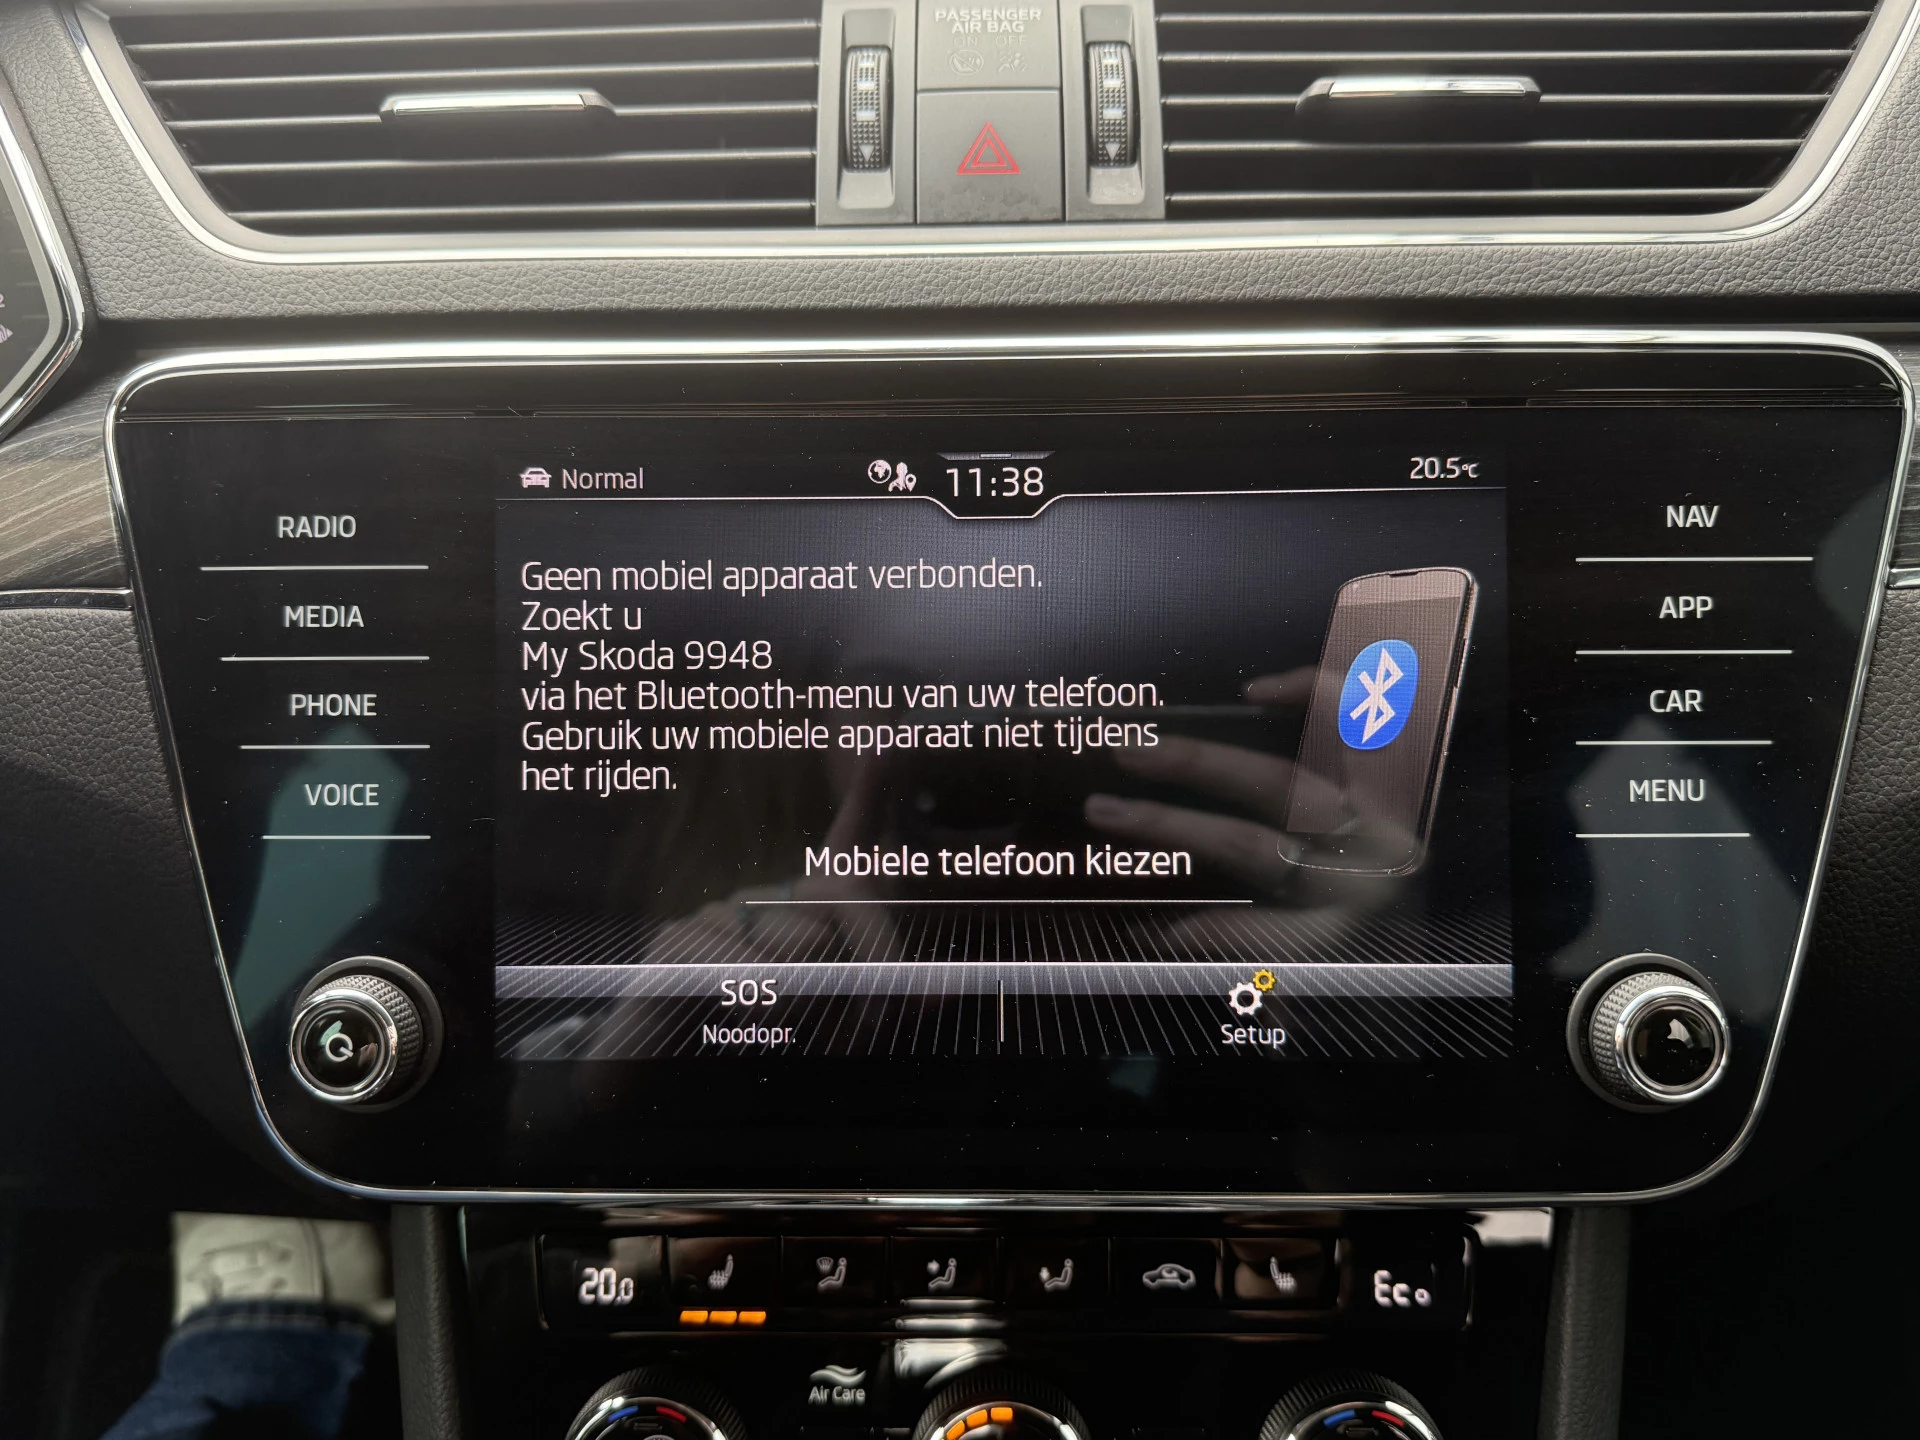 PASSENGER
AIR BAG
ON OFF
Normal
11:38
20.5°C
RADIO
MEDIA
PHONE
VOICE
Geen mobiel apparaat verbonden.
Zoekt u
My Skoda 9948
via het Bluetooth-menu van uw telefoon.
Gebruik uw mobiele apparaat niet tijdens
het rijden.
Mobiele telefoon kiezen
SOS
Noodopr.
Setup
NAV
APP
CAR
MENU
20.0
Eco
Air Care